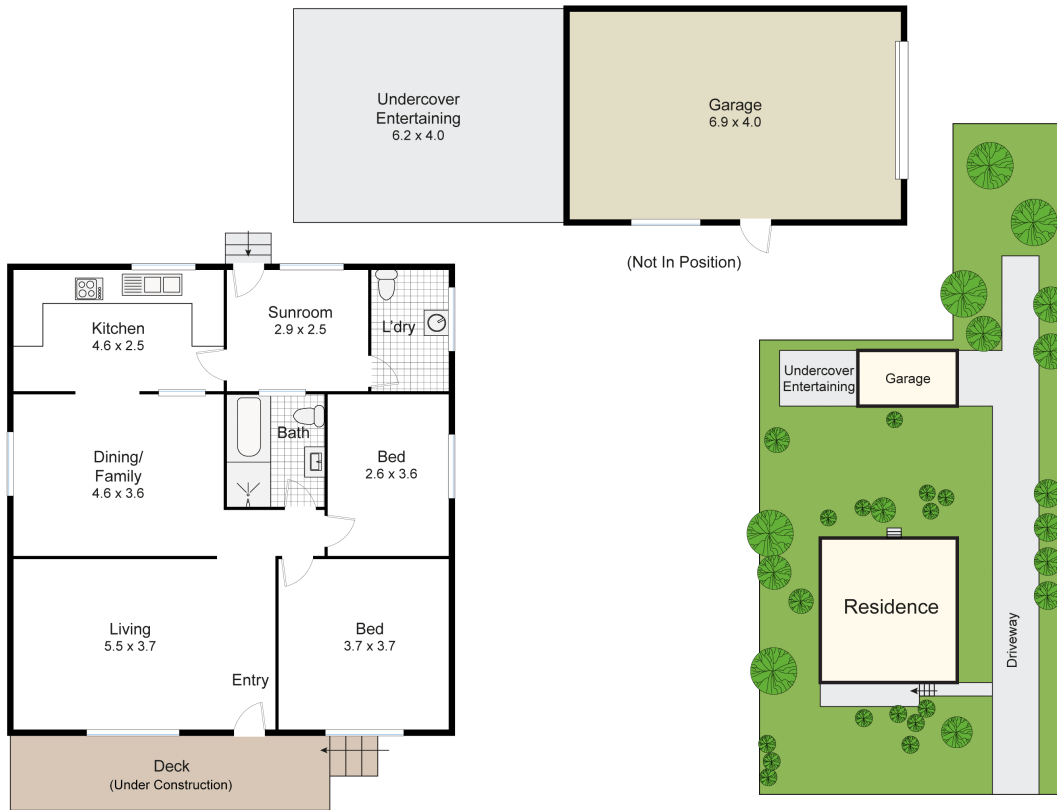 Undercover
Entertaining
6.2 x 4.0
Garage
6.9 x 4.0
(Not In Position)
Kitchen
4.6 x 2.5
Sunroom
2.9 x 2.5
L'dry
Dining/
Family
4.6 x 3.6
Bath
Bed
2.6 x 3.6
Living
5.5 x 3.7
Entry
Bed
3.7 x 3.7
Deck
(Under Construction)
Undercover
Entertaining
Garage
Residence
Driveway